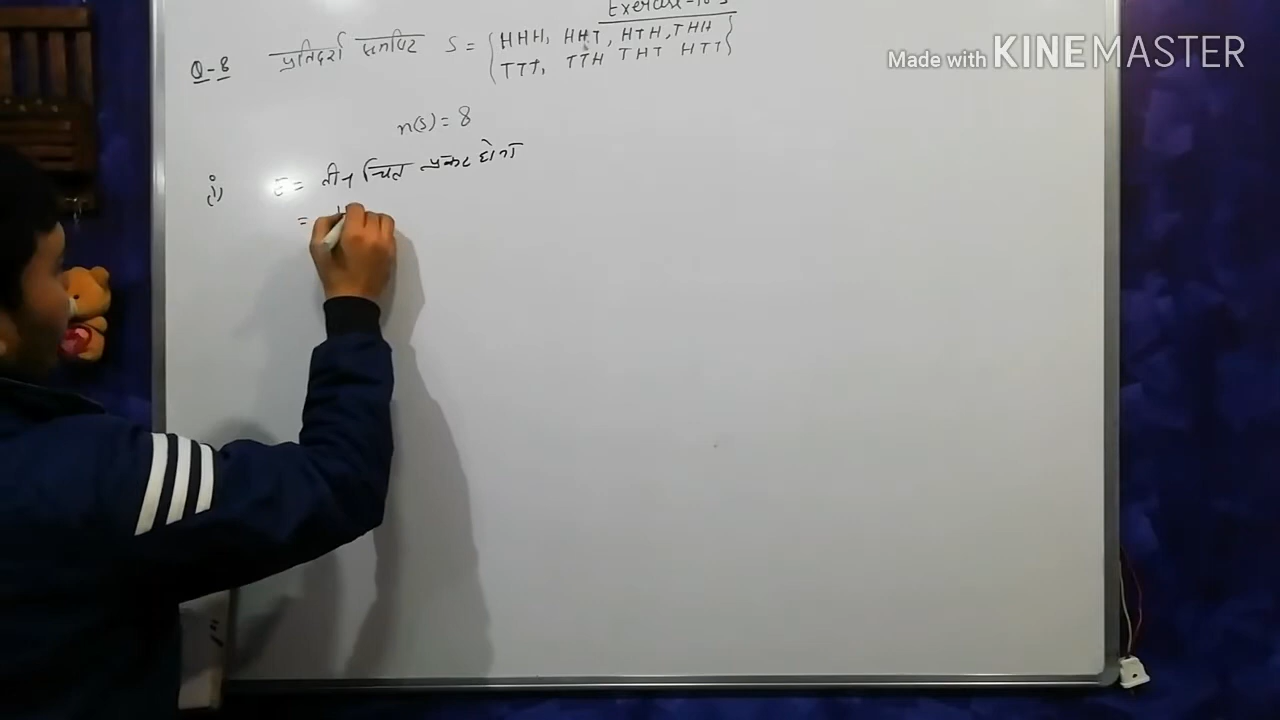 Exercise-16.3
Made with KINEMASTER
Q-8 प्रतिदर्श समष्टि S = {HHH, HHT, HTH, THH
TTT, TTH THT HTT}
n(S) = 8
i) E = तीन चित प्रकट होना
=